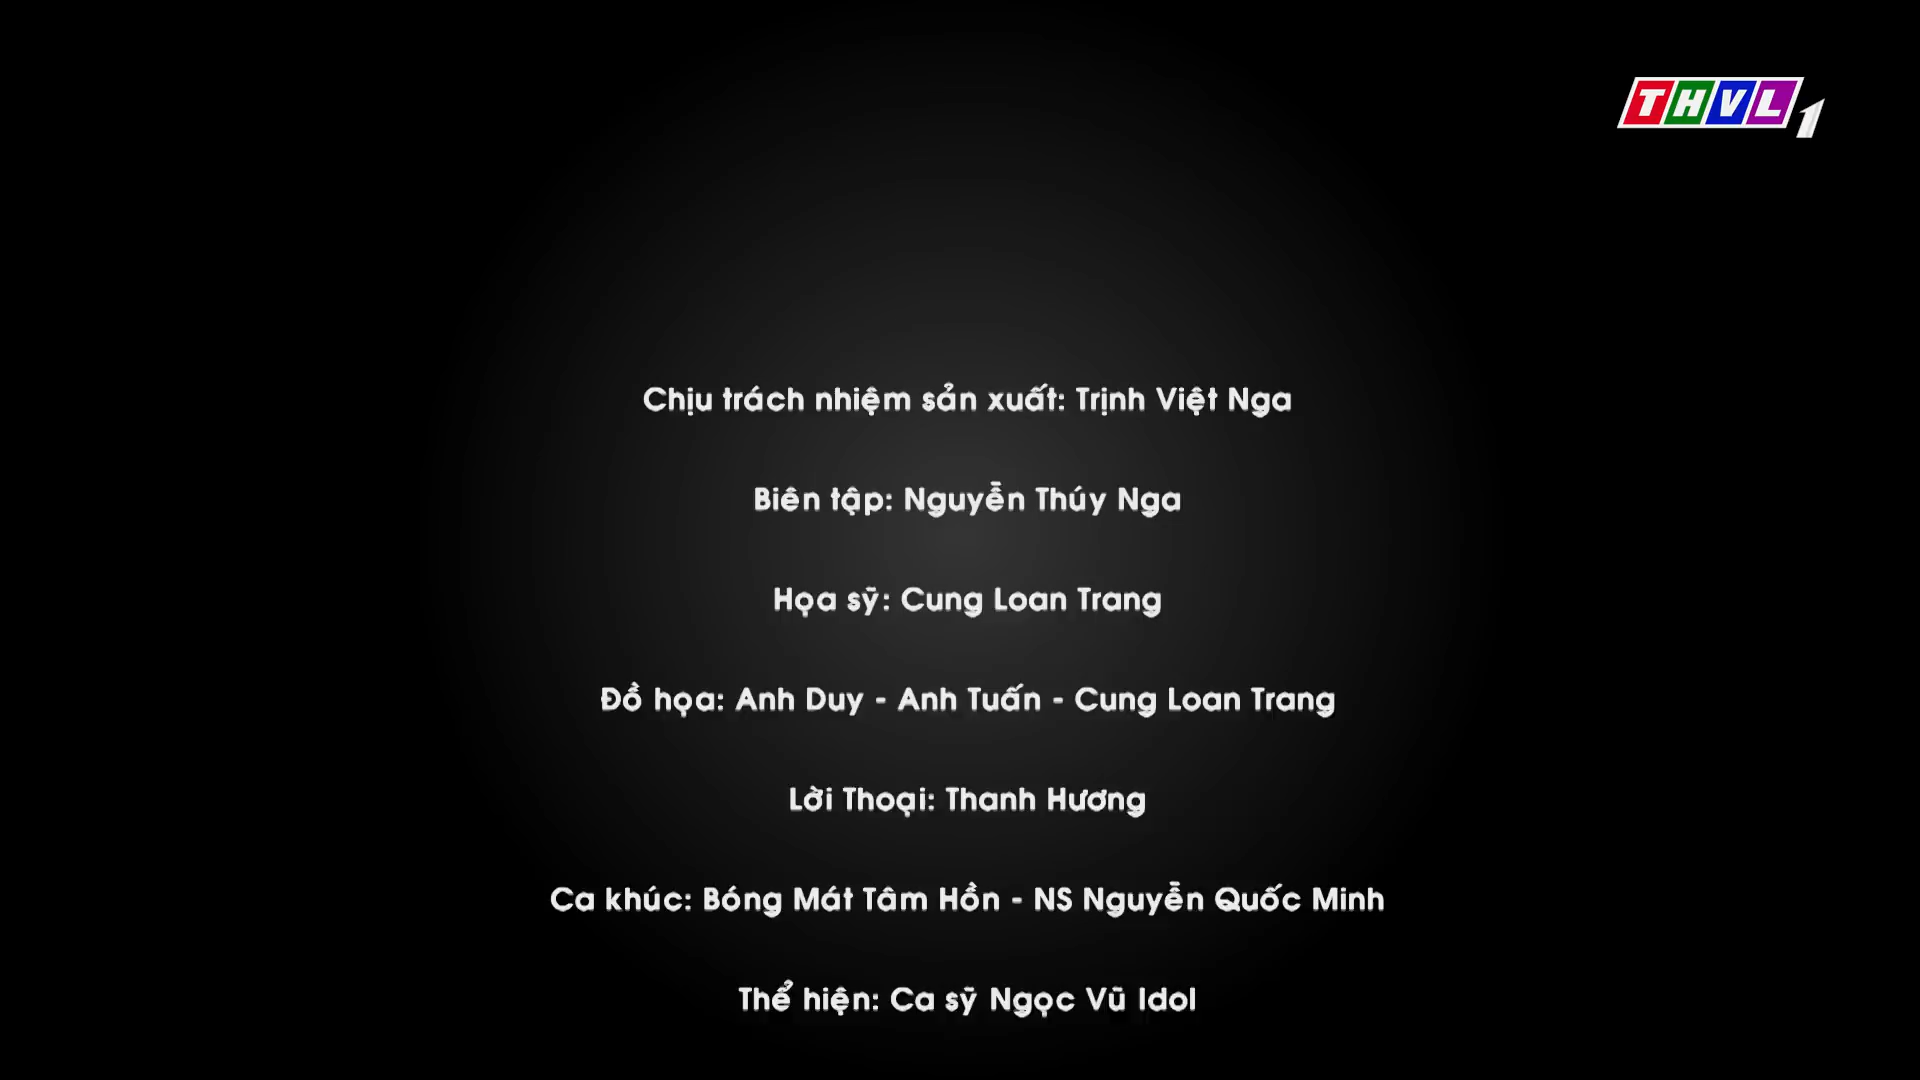 THVL1
Chịu trách nhiệm sản xuất: Trịnh Việt Nga
Biên tập: Nguyễn Thúy Nga
Họa sỹ: Cung Loan Trang
Đồ họa: Anh Duy - Anh Tuấn - Cung Loan Trang
Lời Thoại: Thanh Hương
Ca khúc: Bóng Mát Tâm Hồn - NS Nguyễn Quốc Minh
Thể hiện: Ca sỹ Ngọc Vũ Idol